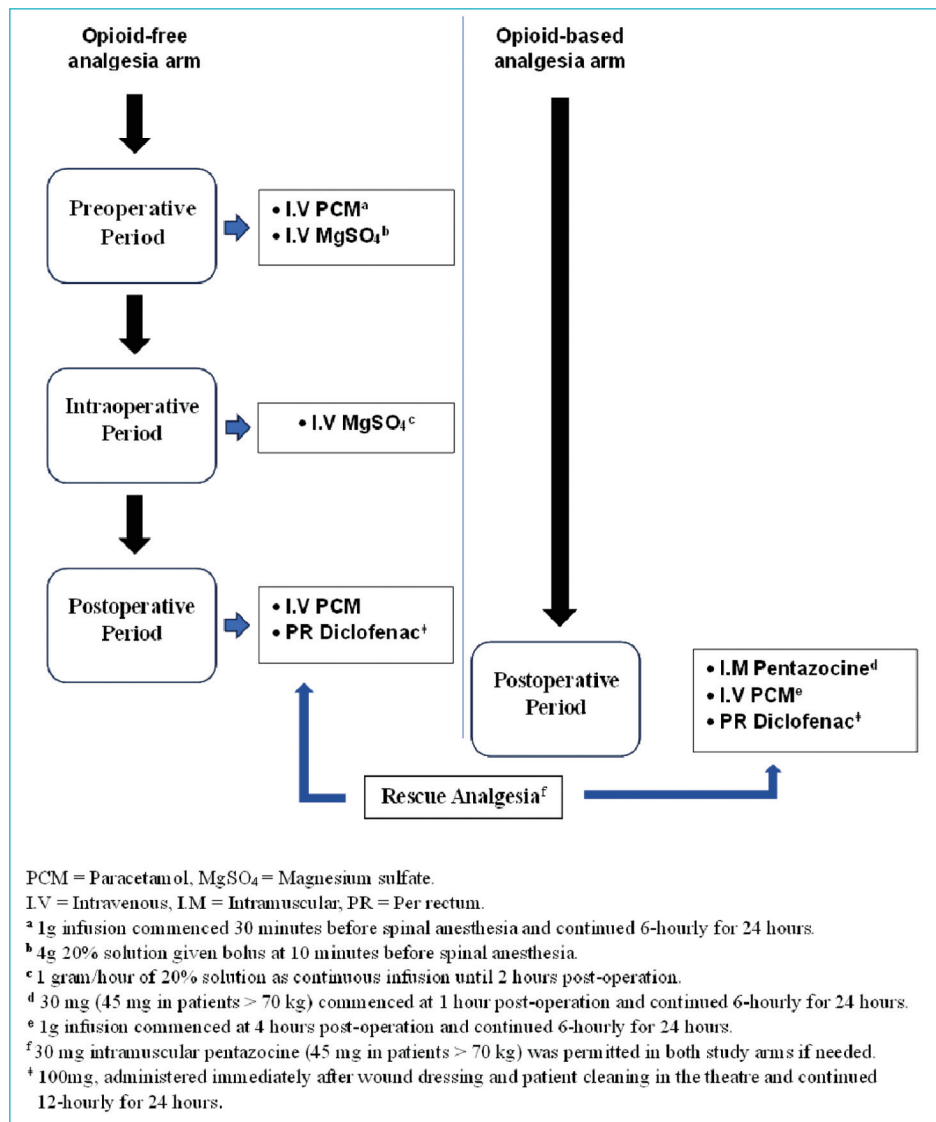 Opioid-free
analgesia arm
Preoperative
Period
• I.V PCMᵃ
• I.V MgSO₄ᵇ
Intraoperative
Period
• I.V MgSO₄ᶜ
Postoperative
Period
• I.V PCM
• PR Diclofenacǂ
Opioid-based
analgesia arm
Postoperative
Period
• I.M Pentazocineᵈ
• I.V PCMᵉ
• PR Diclofenacǂ
Rescue Analgesiaᶠ
PCM = Paracetamol, MgSO₄ = Magnesium sulfate.
I.V = Intravenous, I.M = Intramuscular, PR = Per rectum.
ᵃ 1g infusion commenced 30 minutes before spinal anesthesia and continued 6-hourly for 24 hours.
ᵇ 4g 20% solution given bolus at 10 minutes before spinal anesthesia.
ᶜ 1 gram/hour of 20% solution as continuous infusion until 2 hours post-operation.
ᵈ 30 mg (45 mg in patients > 70 kg) commenced at 1 hour post-operation and continued 6-hourly for 24 hours.
ᵉ 1g infusion commenced at 4 hours post-operation and continued 6-hourly for 24 hours.
ᶠ 30 mg intramuscular pentazocine (45 mg in patients > 70 kg) was permitted in both study arms if needed.
ǂ 100mg, administered immediately after wound dressing and patient cleaning in the theatre and continued
12-hourly for 24 hours.